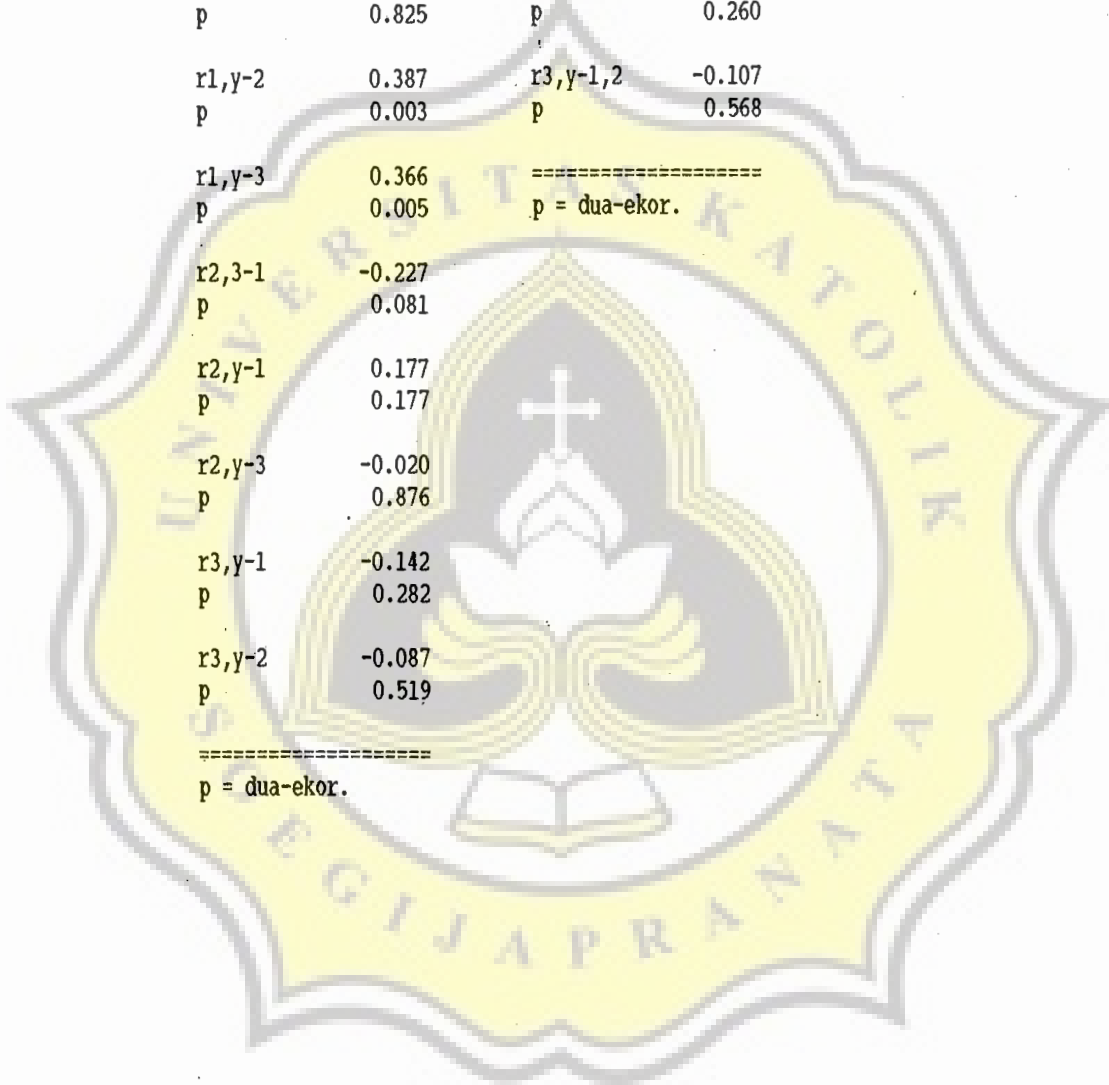 p 0.825 p 0.260
r1,y-2 0.387 r3,y-1,2 -0.107
p 0.003 p 0.568
r1,y-3 0.366 ====================
p 0.005 p = dua-ekor.
r2,3-1 -0.227
p 0.081
r2,y-1 0.177
p 0.177
r2,y-3 -0.020
p 0.876
r3,y-1 -0.142
p 0.282
r3,y-2 -0.087
p 0.519
====================
p = dua-ekor.
UNIVERSITAS KATOLIK
SOEGIJAPRANATA